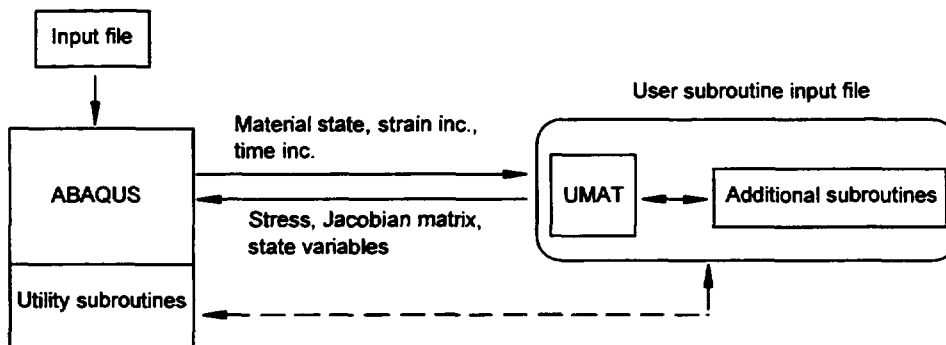 Input file
User subroutine input file
Material state, strain inc.,
time inc.
ABAQUS
UMAT
Additional subroutines
Stress, Jacobian matrix,
state variables
Utility subroutines